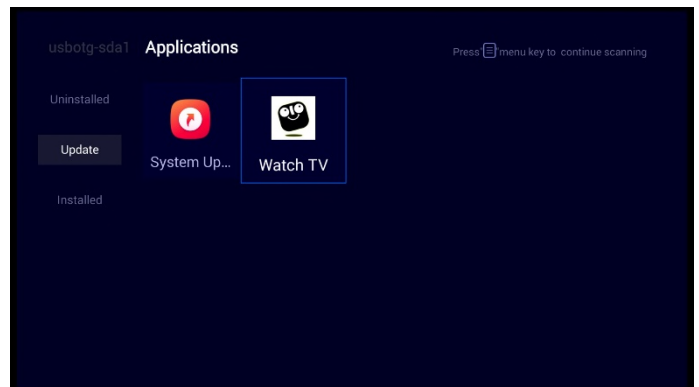 usbotg-sda1 Applications
Press menu key to continue scanning
Uninstalled
Update
Installed
System Up...
Watch TV